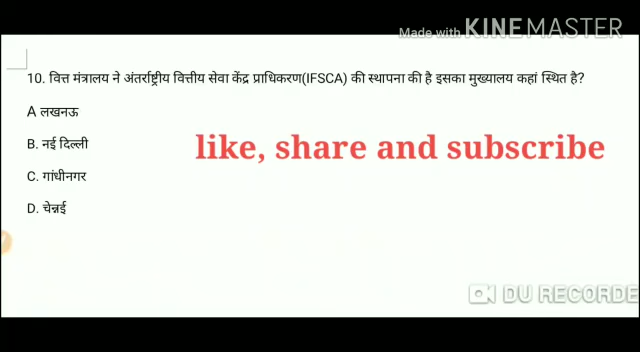 Made with KINEMASTER
10. वित्त मंत्रालय ने अंतर्राष्ट्रीय वित्तीय सेवा केंद्र प्राधिकरण(IFSCA) की स्थापना की है इसका मुख्यालय कहां स्थित है?
A लखनऊ
B. नई दिल्ली
like, share and subscribe
C. गांधीनगर
D. चेन्नई
DU RECORDE